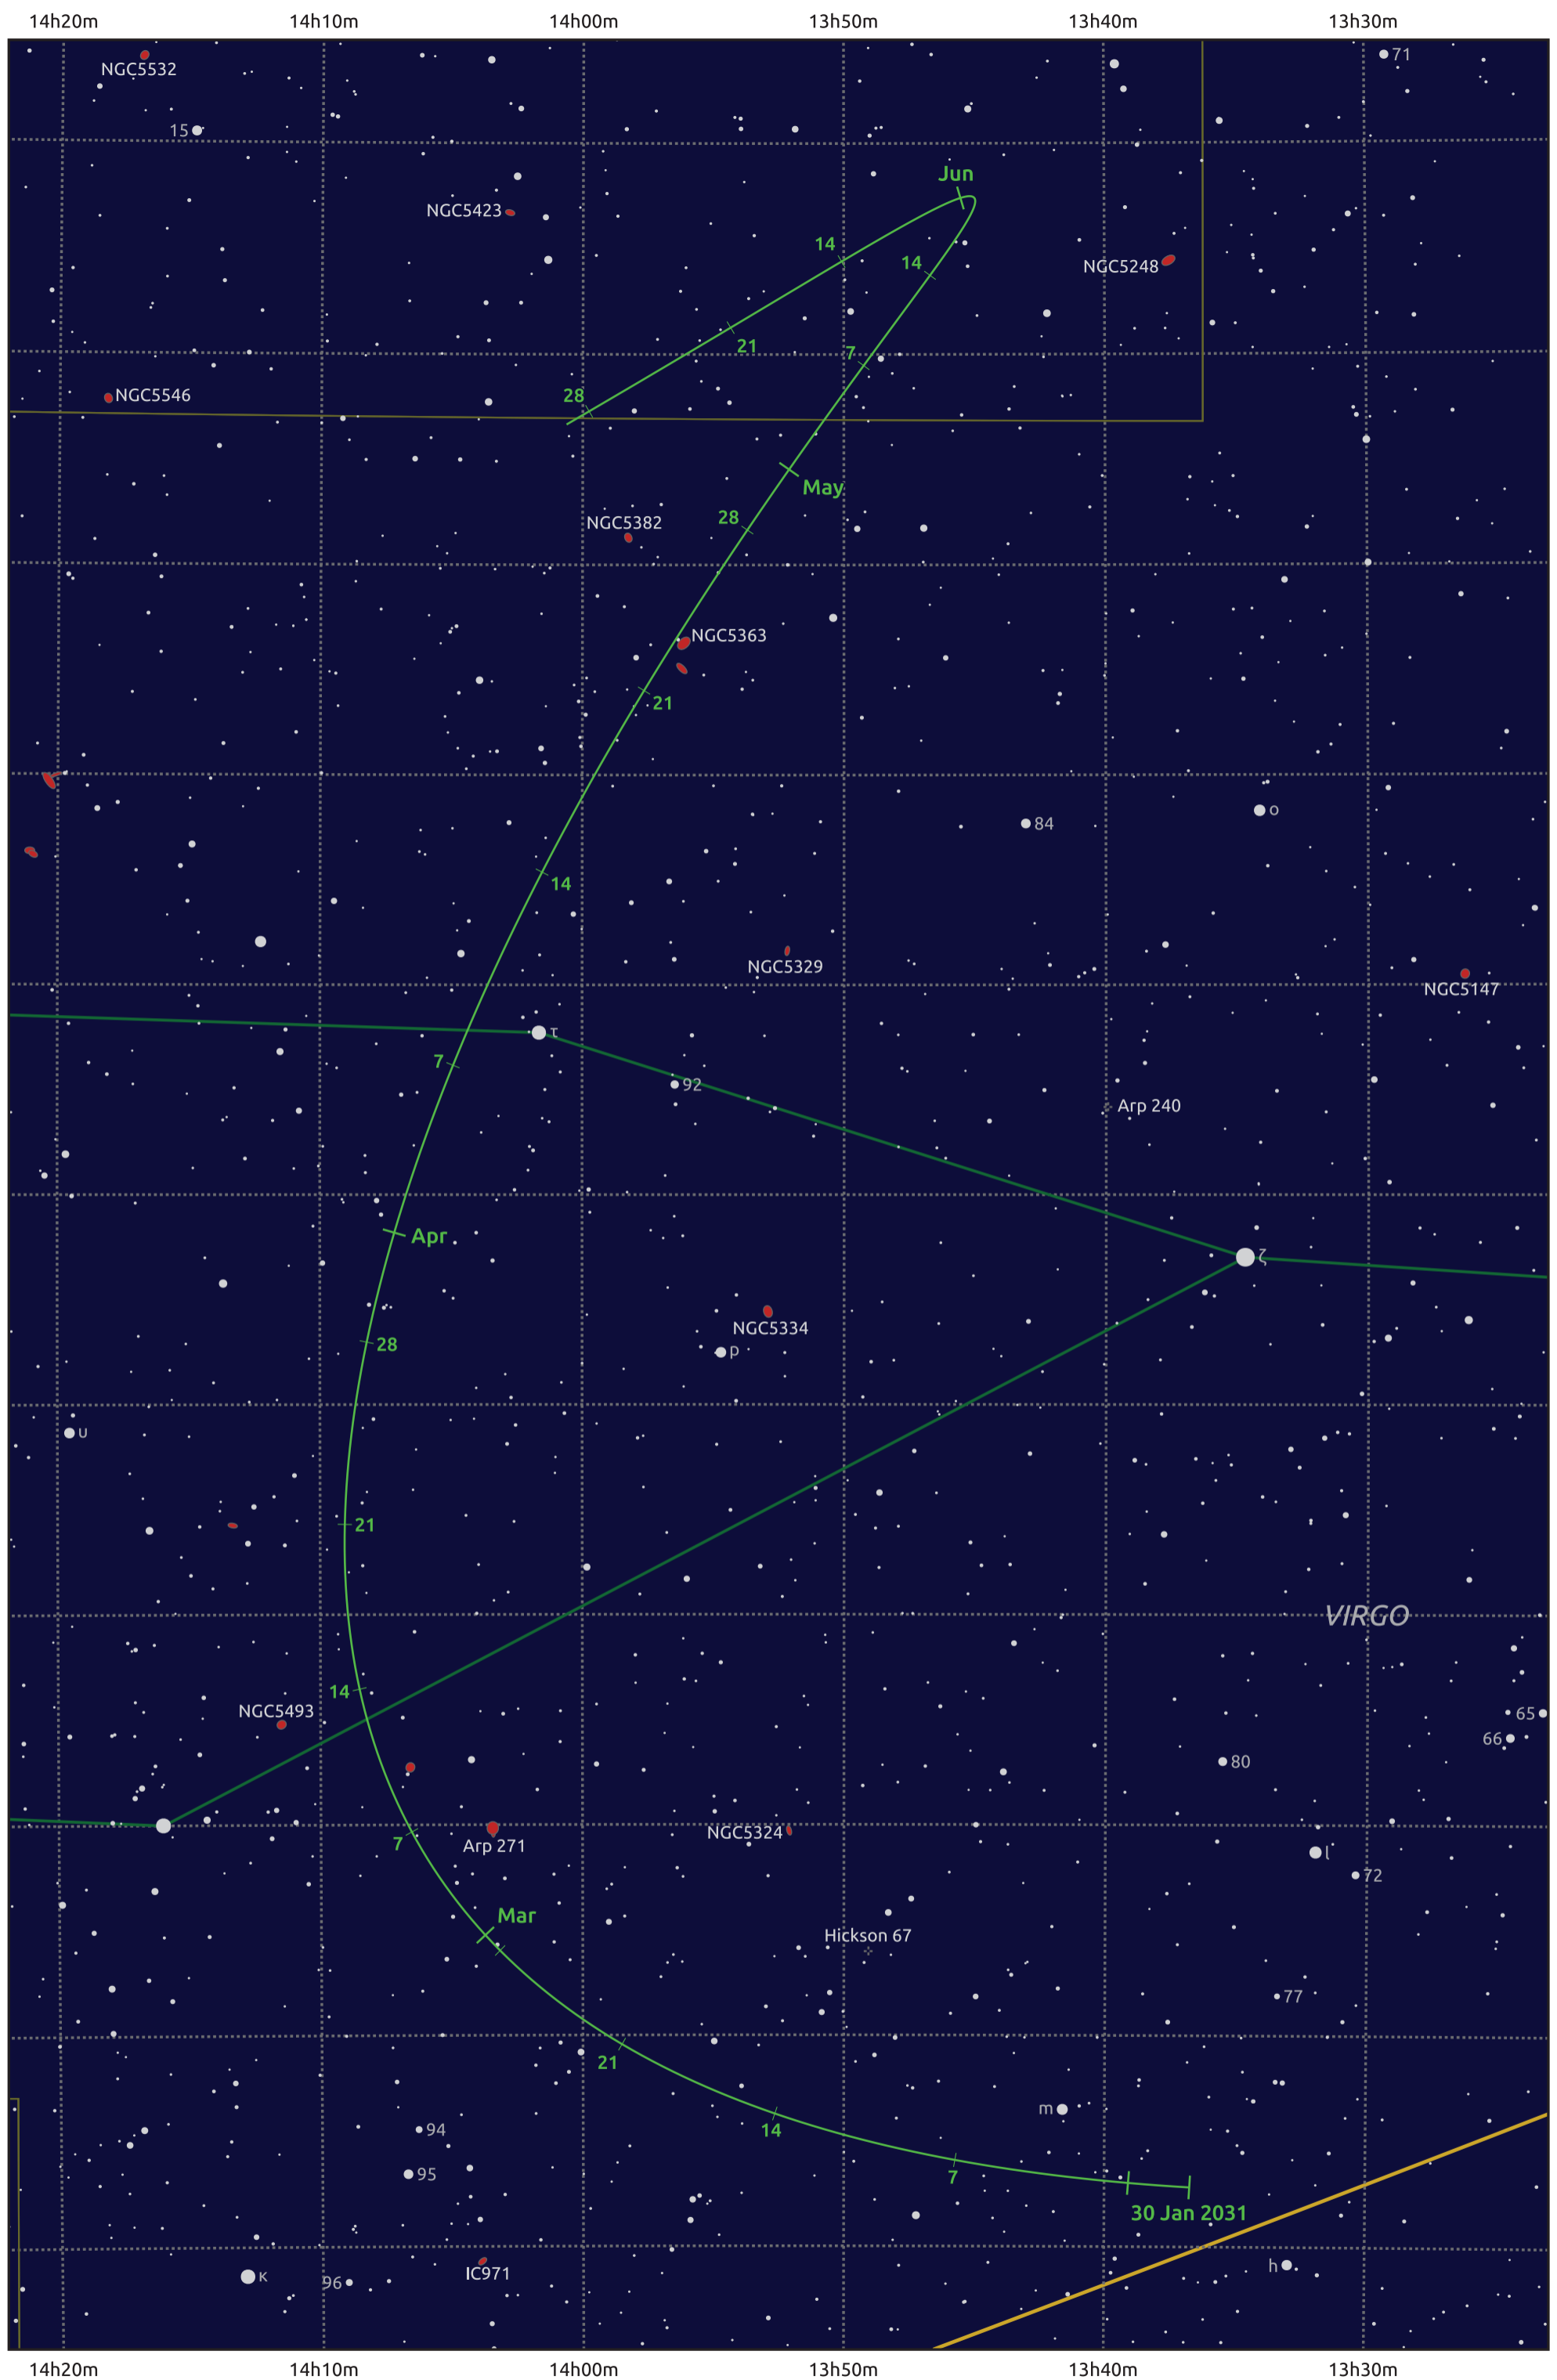 14h20m 14h10m 14h00m 13h50m 13h40m 13h30m
71
NGC5532
15
Jun
NGC5423
14
14
NGC5248
21
7
28
NGC5546
May
28
NGC5382
NGC5363
21
o
84
14
NGC5329
NGC5147
τ
7
92
Arp 240
Apr
ζ
NGC5334
28
p
υ
21
VIRGO
14
NGC5493
65
66
80
NGC5324
7
Arp 271
l
72
Mar
Hickson 67
77
21
m
94
14
95
7
30 Jan 2031
h
IC971
κ
96
14h20m 14h10m 14h00m 13h50m 13h40m 13h30m